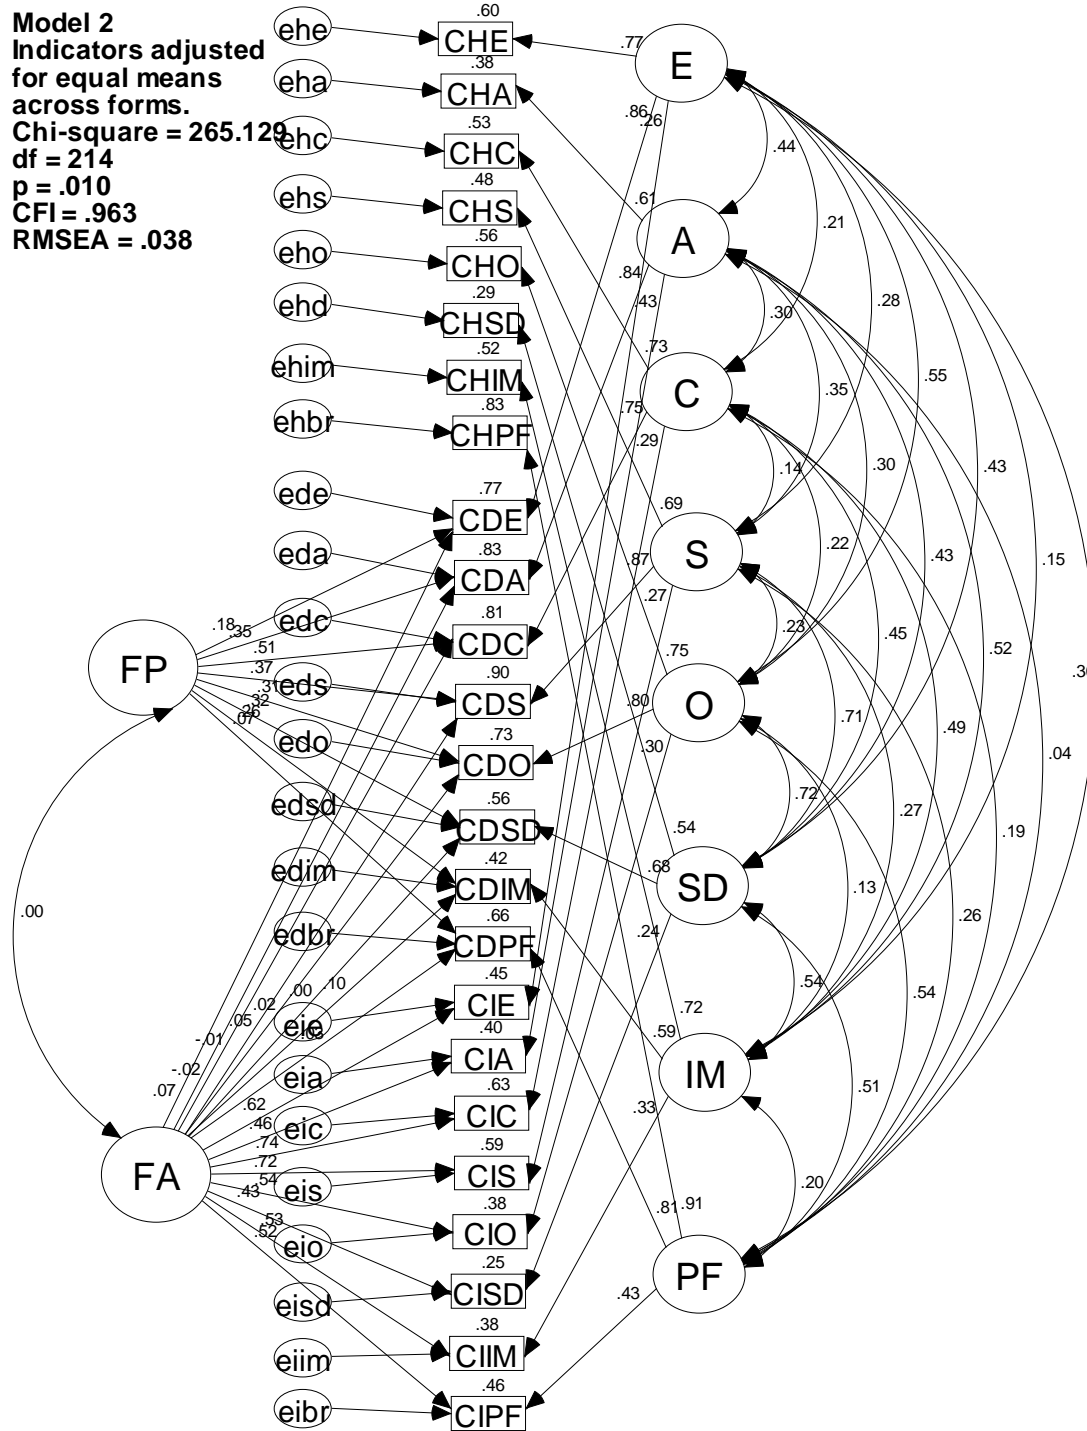 Model 2
Indicators adjusted
for equal means
across forms.
Chi-square = 265.129
df = 214
p = .010
CFI = .963
RMSEA = .038
ehe
.60
CHE
.77
E
eha
.38
CHA
.86
.26
.44
ehc
.53
CHC
ehs
.48
CHS
.61
A
.21
eho
.56
CHO
.84
.43
.28
ehd
.29
CHSD
.30
ehim
.52
CHIM
.73
C
.35
.55
ehbr
.83
CHPF
.75
.29
.14
.30
.43
ede
.77
CDE
.69
S
.22
.43
.15
eda
.83
CDA
.87
.27
edc
.81
CDC
.18
.35
.51
.23
.45
.52
FP
.37
.31
eds
.90
CDS
.75
O
.32
.26
.07
.80
.30
.71
.49
.04
edo
.73
CDO
.72
.27
.19
edsd
.56
CDSD
.54
.68
SD
.13
edim
.42
CDIM
.00
.26
edbr
.66
CDPF
.24
.54
.54
.45
CIE
.10
.00
.02
.05
-.01
eie
.03
.72
.59
IM
eia
.40
CIA
-.02
.07
.51
.62
.46
.74
eic
.63
CIC
.33
FA
.72
.54
.43
eis
.59
CIS
.20
.53
.52
eio
.38
CIO
.81
.91
PF
eisd
.25
CISD
.43
eiim
.38
CIIM
eibr
.46
CIPF